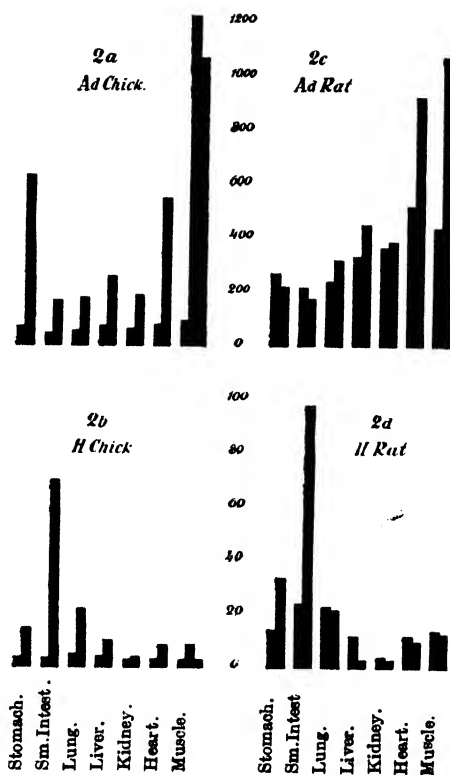 2a
Ad Chick.
1200
1000
800
600
400
200
0
2c
Ad Rat
2b
H Chick
100
80
60
40
20
0
2d
H Rat
Stomach.
Sm.Intest.
Lung.
Liver.
Kidney.
Heart.
Muscle.
Stomach.
Sm.Intest
Lung.
Liver.
Kidney.
Heart.
Muscle.